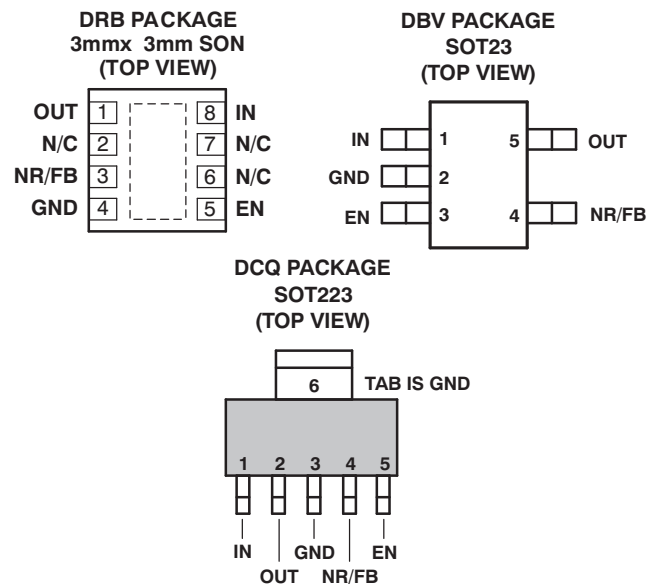 DRB PACKAGE
3mmx 3mm SON
(TOP VIEW)
OUT 1 8 IN
N/C 2 7 N/C
NR/FB 3 6 N/C
GND 4 5 EN
DBV PACKAGE
SOT23
(TOP VIEW)
IN 1 5 OUT
GND 2
EN 3 4 NR/FB
DCQ PACKAGE
SOT223
(TOP VIEW)
6 TAB IS GND
1 2 3 4 5
IN GND EN
OUT NR/FB